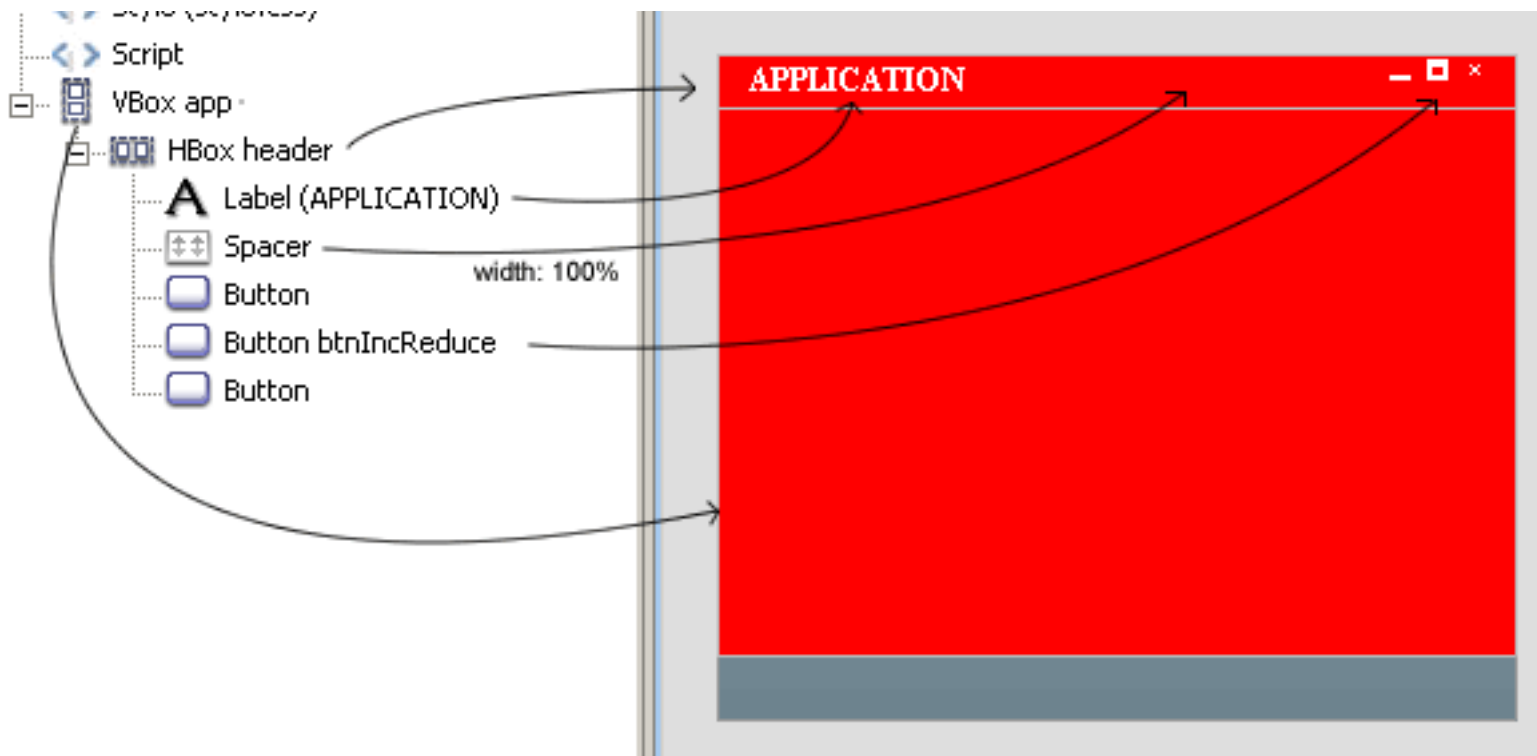 Script
VBox app
HBox header
Label (APPLICATION)
Spacer
width: 100%
Button
Button btnIncReduce
Button
APPLICATION